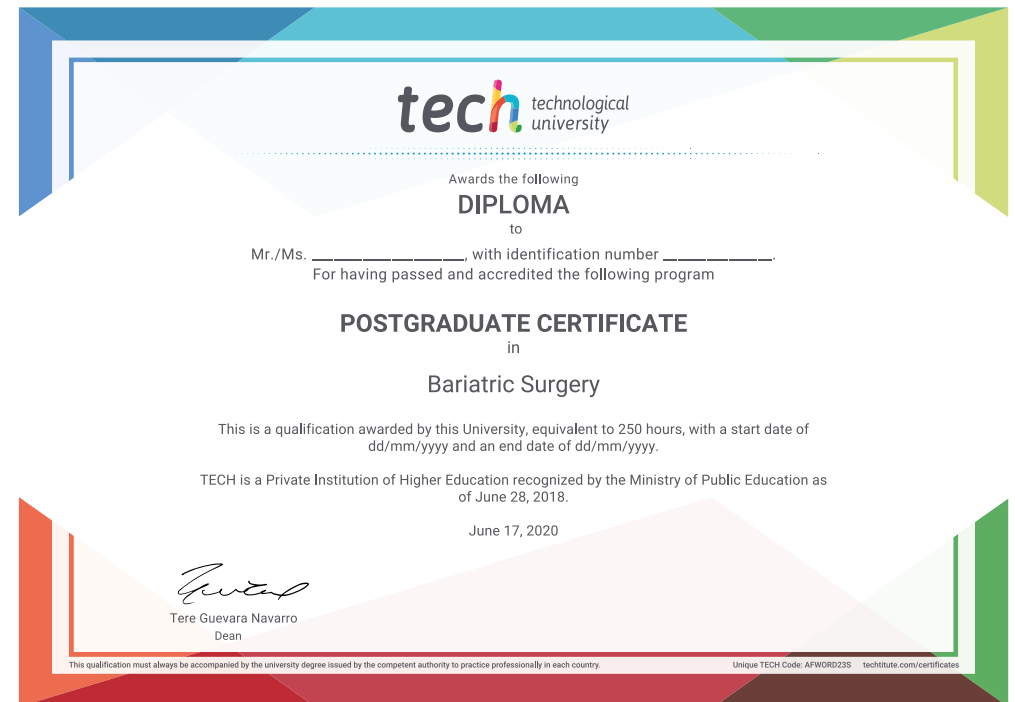 tech technological
university
Awards the following
DIPLOMA
to
Mr./Ms. ___________________, with identification number ______________.
For having passed and accredited the following program
POSTGRADUATE CERTIFICATE
in
Bariatric Surgery
This is a qualification awarded by this University, equivalent to 250 hours, with a start date of
dd/mm/yyyy and an end date of dd/mm/yyyy.
TECH is a Private Institution of Higher Education recognized by the Ministry of Public Education as
of June 28, 2018.
June 17, 2020
Tere Guevara Navarro
Dean
This qualification must always be accompanied by the university degree issued by the competent authority to practice professionally in each country.
Unique TECH Code: AFWORD23S techtitute.com/certificates